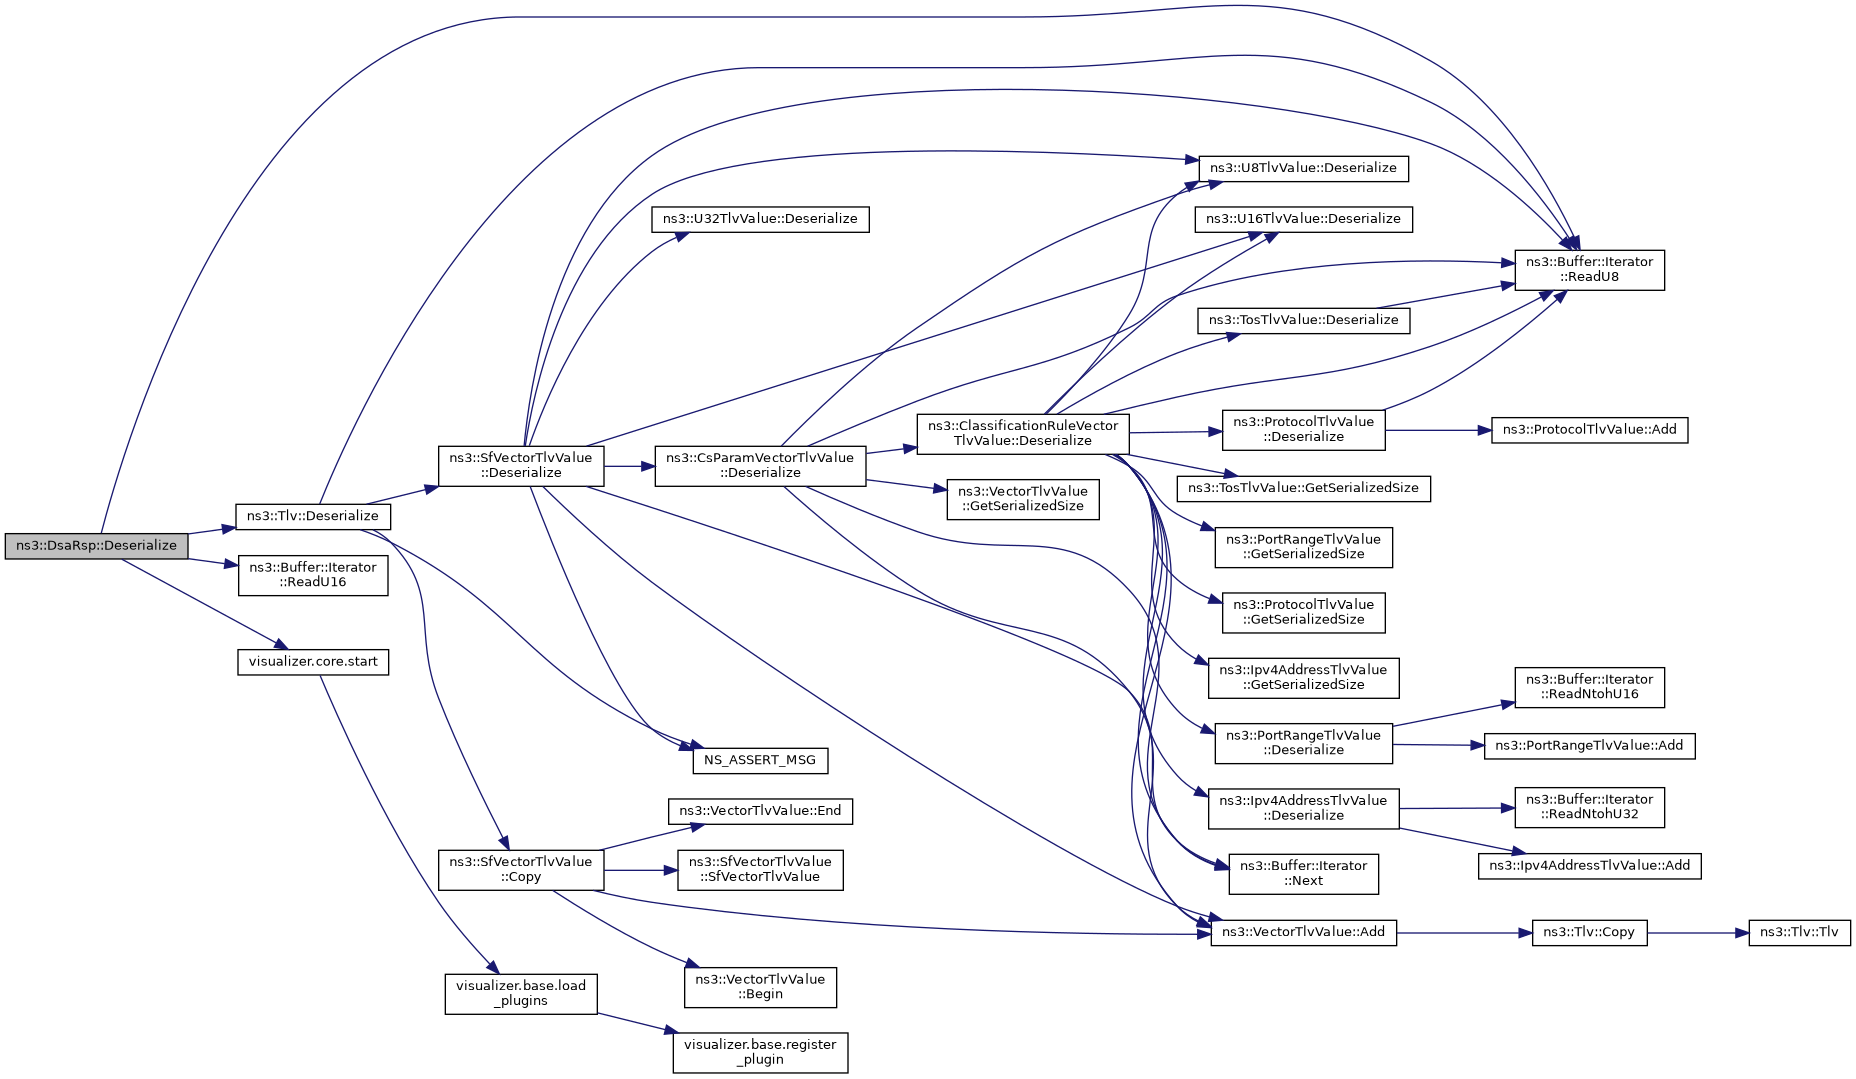 ns3::DsaRsp::Deserialize
ns3::Tlv::Deserialize
ns3::Buffer::Iterator
::ReadU16
visualizer.core.start
ns3::SfVectorTlvValue
::Deserialize
ns3::SfVectorTlvValue
::Copy
visualizer.base.load
_plugins
ns3::U32TlvValue::Deserialize
ns3::CsParamVectorTlvValue
::Deserialize
NS_ASSERT_MSG
ns3::VectorTlvValue::End
ns3::SfVectorTlvValue
::SfVectorTlvValue
ns3::VectorTlvValue
::Begin
visualizer.base.register
_plugin
ns3::ClassificationRuleVector
TlvValue::Deserialize
ns3::VectorTlvValue
::GetSerializedSize
ns3::U8TlvValue::Deserialize
ns3::U16TlvValue::Deserialize
ns3::TosTlvValue::Deserialize
ns3::ProtocolTlvValue
::Deserialize
ns3::TosTlvValue::GetSerializedSize
ns3::PortRangeTlvValue
::GetSerializedSize
ns3::ProtocolTlvValue
::GetSerializedSize
ns3::Ipv4AddressTlvValue
::GetSerializedSize
ns3::PortRangeTlvValue
::Deserialize
ns3::Ipv4AddressTlvValue
::Deserialize
ns3::Buffer::Iterator
::Next
ns3::VectorTlvValue::Add
ns3::Buffer::Iterator
::ReadU8
ns3::ProtocolTlvValue::Add
ns3::Buffer::Iterator
::ReadNtohU16
ns3::PortRangeTlvValue::Add
ns3::Buffer::Iterator
::ReadNtohU32
ns3::Ipv4AddressTlvValue::Add
ns3::Tlv::Copy
ns3::Tlv::Tlv